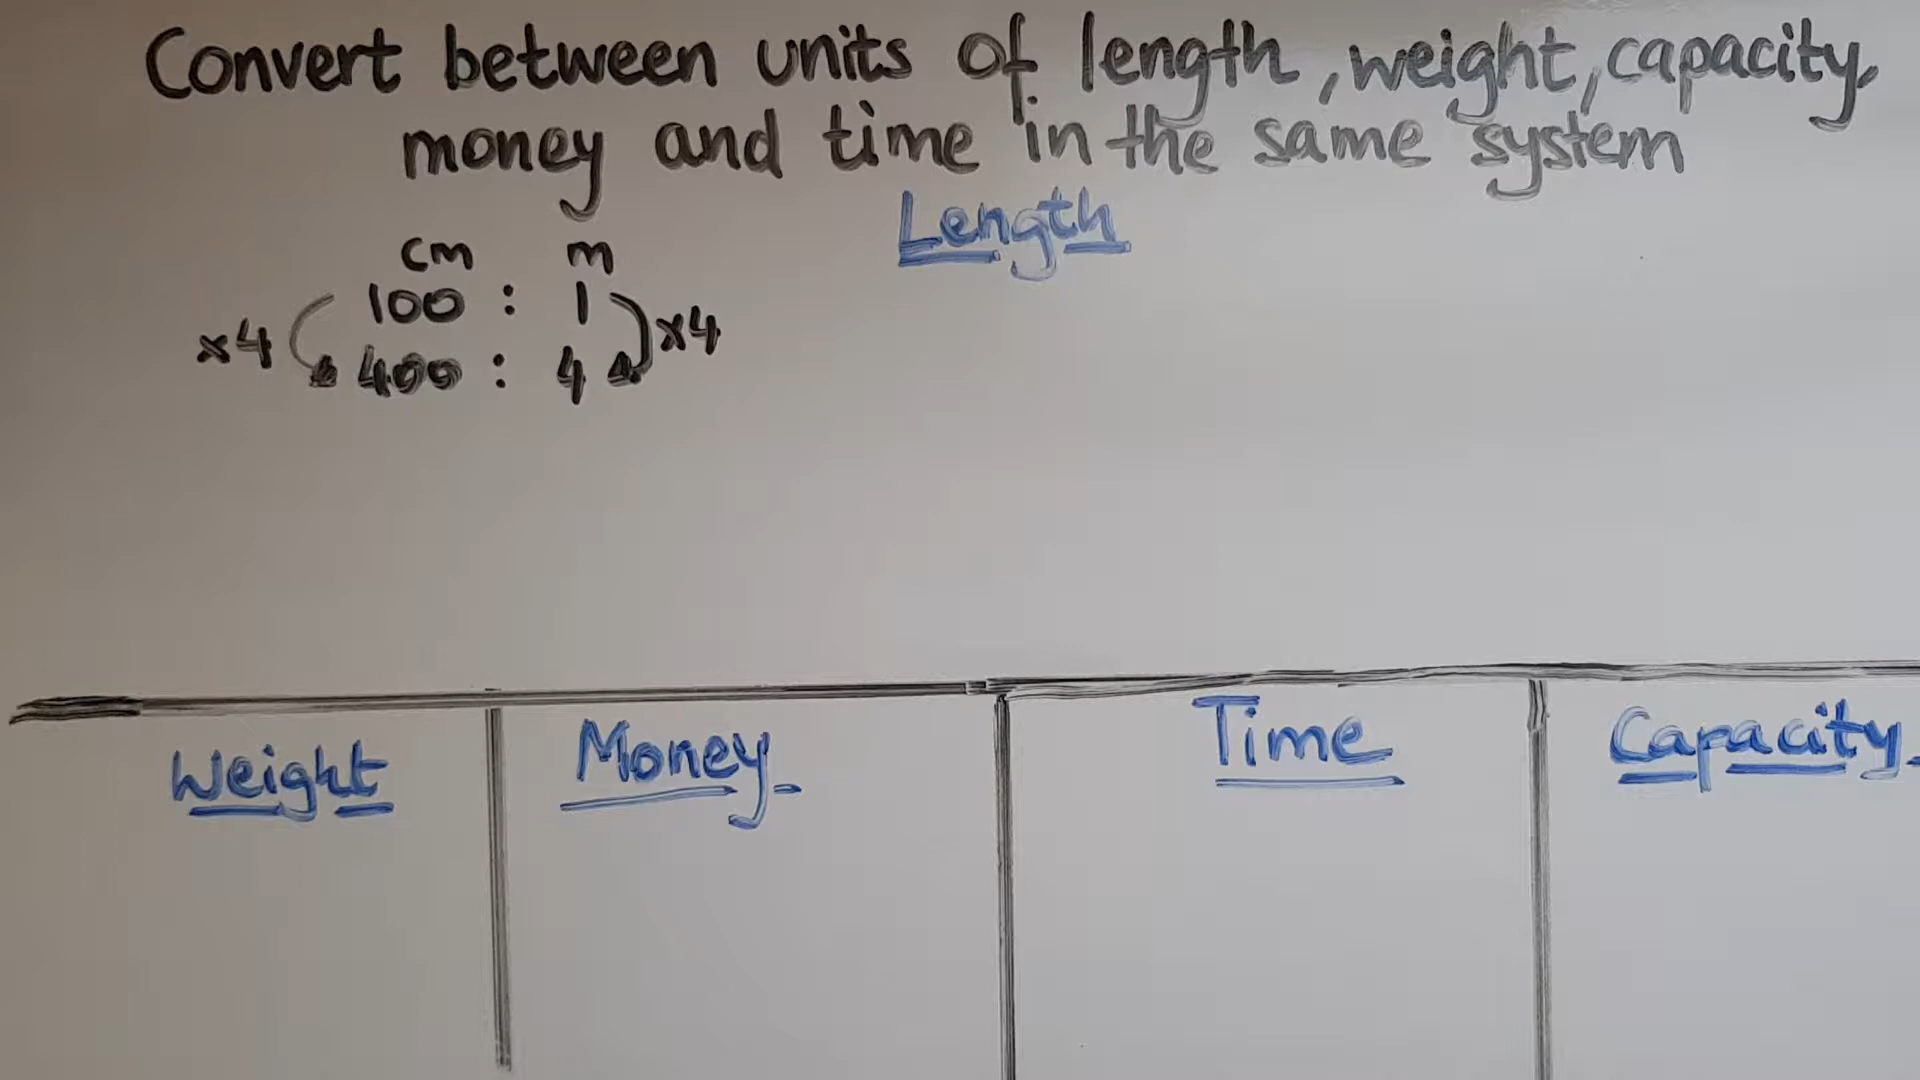 Convert between units of length, weight, capacity,
money and time in the same system
Length
cm m
100 : 1
x4 x4
400 : 4
Weight Money Time Capacity